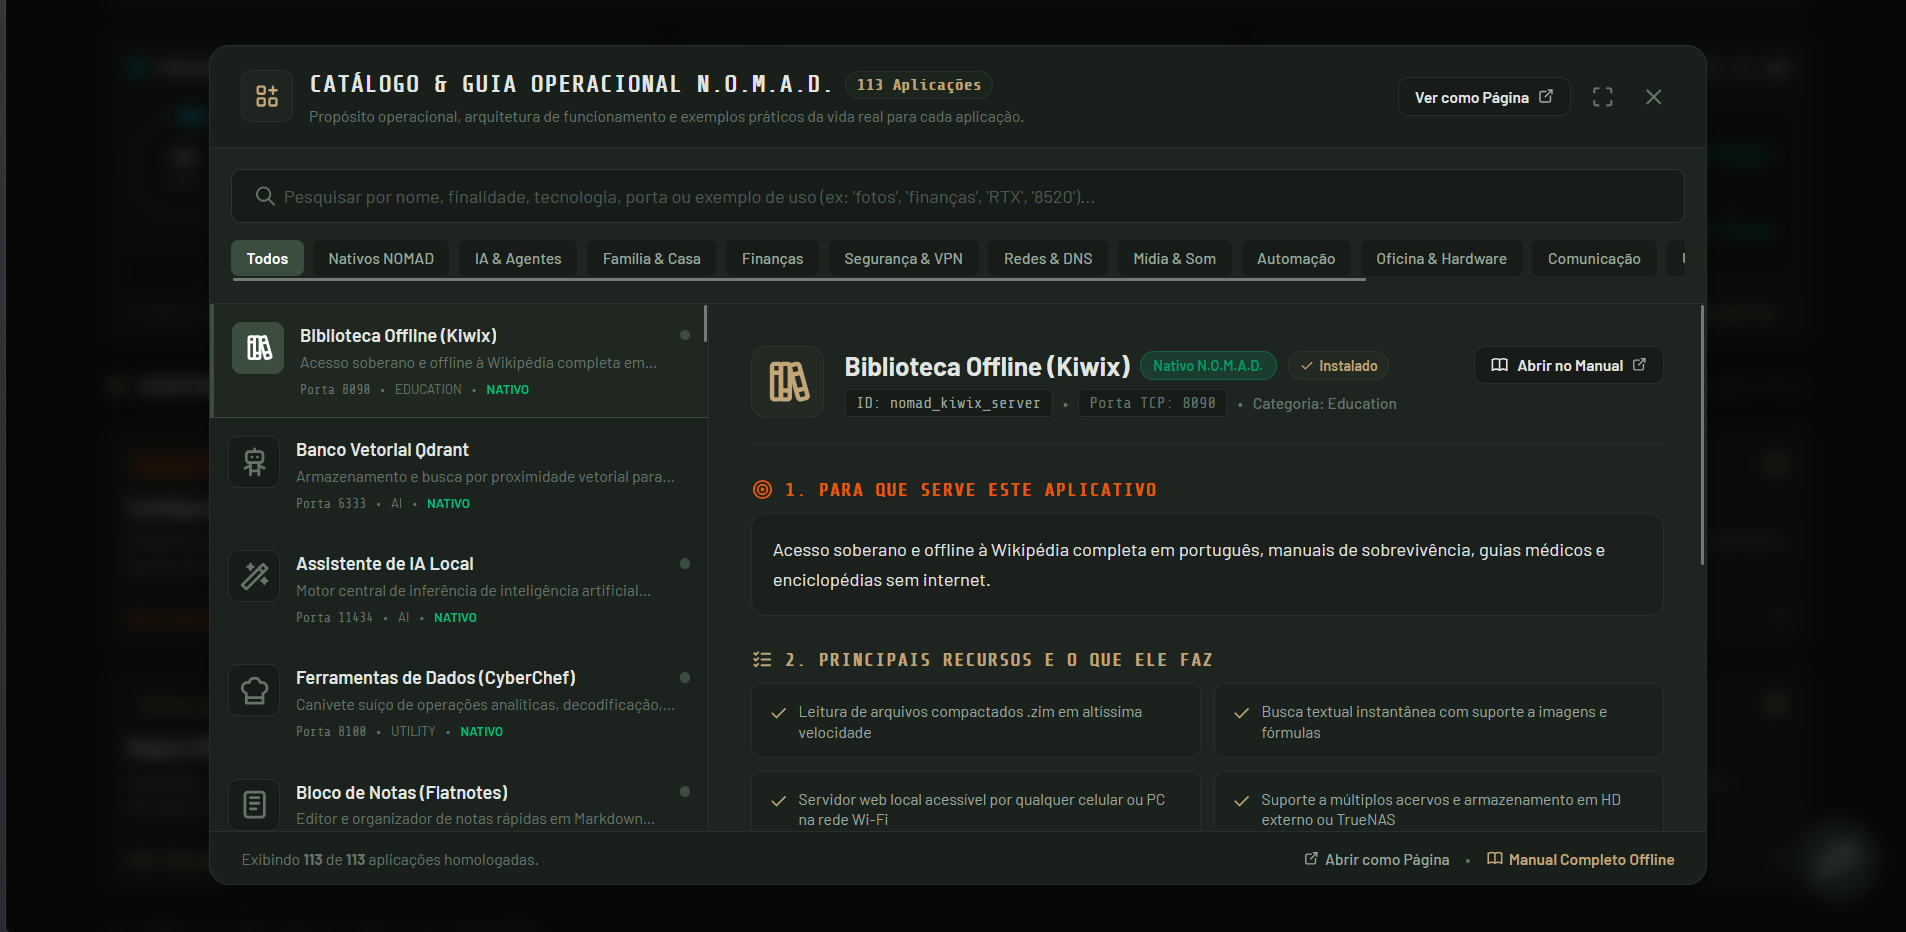 CATÁLOGO & GUIA OPERACIONAL N.O.M.A.D.
113 Aplicações
Propósito operacional, arquitetura de funcionamento e exemplos práticos da vida real para cada aplicação.
Ver como Página
Pesquisar por nome, finalidade, tecnologia, porta ou exemplo de uso (ex: 'fotos', 'finanças', 'RTX', '8520')...
Todos
Nativos NOMAD
IA & Agentes
Família & Casa
Finanças
Segurança & VPN
Redes & DNS
Mídia & Som
Automação
Oficina & Hardware
Comunicação
Biblioteca Offline (Kiwix)
Acesso soberano e offline à Wikipédia completa em...
Porta 8090 • EDUCATION • NATIVO
Banco Vetorial Qdrant
Armazenamento e busca por proximidade vetorial para...
Porta 6333 • AI • NATIVO
Assistente de IA Local
Motor central de inferência de inteligência artificial...
Porta 11434 • AI • NATIVO
Ferramentas de Dados (CyberChef)
Canivete suíço de operações analíticas, decodificação,...
Porta 8100 • UTILITY • NATIVO
Bloco de Notas (Flatnotes)
Editor e organizador de notas rápidas em Markdown...
Biblioteca Offline (Kiwix)
Nativo N.O.M.A.D.
Instalado
Abrir no Manual
ID: nomad_kiwix_server • Porta TCP: 8090 • Categoria: Education
1. PARA QUE SERVE ESTE APLICATIVO
Acesso soberano e offline à Wikipédia completa em português, manuais de sobrevivência, guias médicos e
enciclopédias sem internet.
2. PRINCIPAIS RECURSOS E O QUE ELE FAZ
Leitura de arquivos compactados .zim em altíssima
velocidade
Busca textual instantânea com suporte a imagens e
fórmulas
Servidor web local acessível por qualquer celular ou PC
na rede Wi-Fi
Suporte a múltiplos acervos e armazenamento em HD
externo ou TrueNAS
Exibindo 113 de 113 aplicações homologadas.
Abrir como Página • Manual Completo Offline